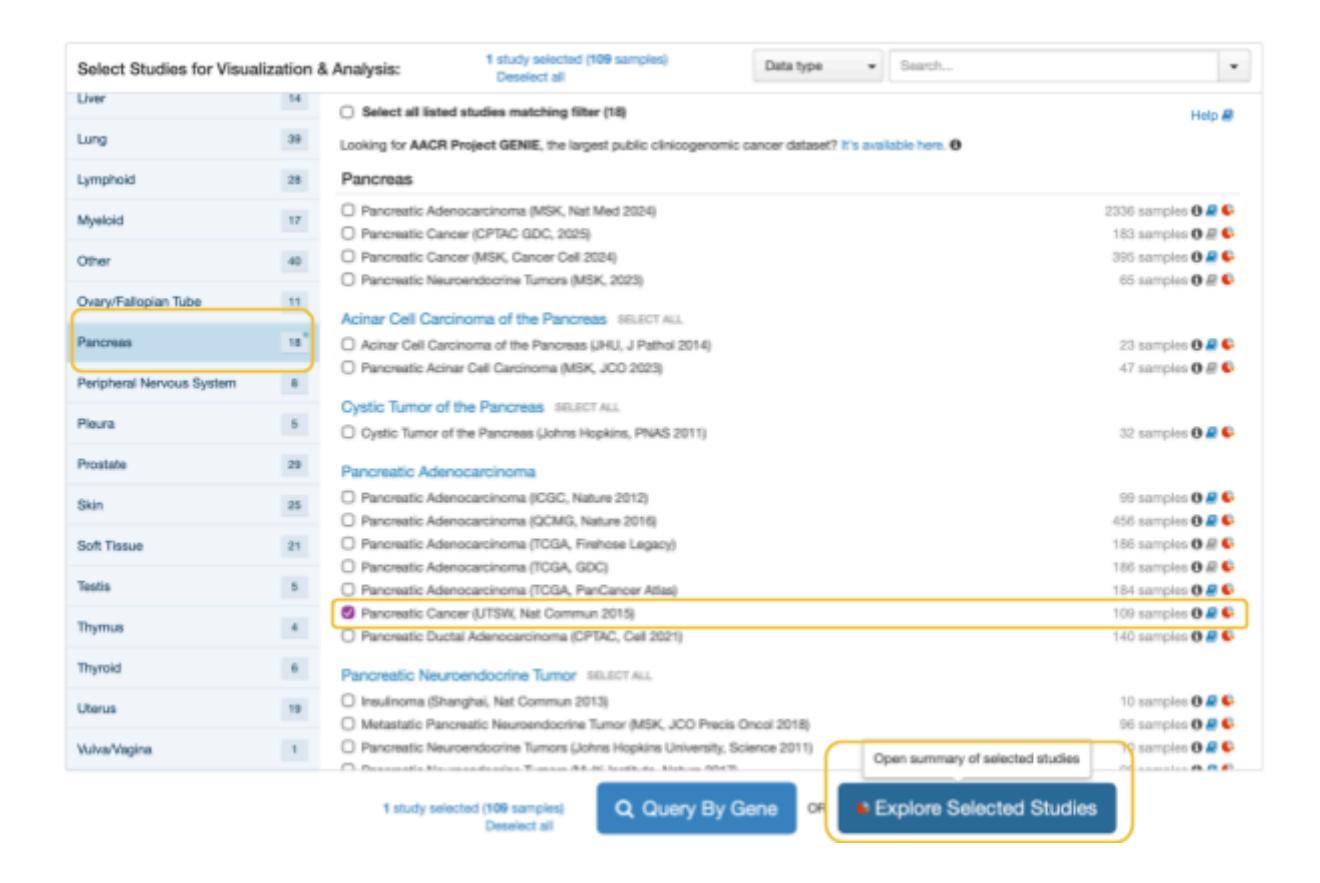 Select Studies for Visualization & Analysis:
1 study selected (109 samples)
Deselect all
Data type
Search...
Liver 14
Lung 39
Lymphoid 28
Myeloid 17
Other 40
Ovary/Fallopian Tube 11
Pancreas 18
Peripheral Nervous System 8
Pleura 5
Prostate 29
Skin 25
Soft Tissue 21
Testis 5
Thymus 4
Thyroid 6
Uterus 19
Vulva/Vagina 1
Select all listed studies matching filter (18)
Help
Looking for AACR Project GENIE, the largest public clinicogenomic cancer dataset? It's available here.
Pancreas
Pancreatic Adenocarcinoma (MSK, Nat Med 2024) 2336 samples
Pancreatic Cancer (CPTAC GDC, 2025) 183 samples
Pancreatic Cancer (MSK, Cancer Cell 2024) 395 samples
Pancreatic Neuroendocrine Tumors (MSK, 2023) 65 samples
Acinar Cell Carcinoma of the Pancreas SELECT ALL
Acinar Cell Carcinoma of the Pancreas (JHU, J Pathol 2014) 23 samples
Pancreatic Acinar Cell Carcinoma (MSK, JCO 2023) 47 samples
Cystic Tumor of the Pancreas SELECT ALL
Cystic Tumor of the Pancreas (Johns Hopkins, PNAS 2011) 32 samples
Pancreatic Adenocarcinoma
Pancreatic Adenocarcinoma (ICGC, Nature 2012) 99 samples
Pancreatic Adenocarcinoma (QCMG, Nature 2016) 456 samples
Pancreatic Adenocarcinoma (TCGA, Firehose Legacy) 186 samples
Pancreatic Adenocarcinoma (TCGA, GDC) 186 samples
Pancreatic Adenocarcinoma (TCGA, PanCancer Atlas) 184 samples
Pancreatic Cancer (UTSW, Nat Commun 2015) 109 samples
Pancreatic Ductal Adenocarcinoma (CPTAC, Cell 2021) 140 samples
Pancreatic Neuroendocrine Tumor SELECT ALL
Insulinoma (Shanghai, Nat Commun 2013) 10 samples
Metastatic Pancreatic Neuroendocrine Tumor (MSK, JCO Precis Oncol 2018) 96 samples
Pancreatic Neuroendocrine Tumors (Johns Hopkins University, Science 2011) samples
Open summary of selected studies
1 study selected (109 samples)
Deselect all
Query By Gene
OR
Explore Selected Studies